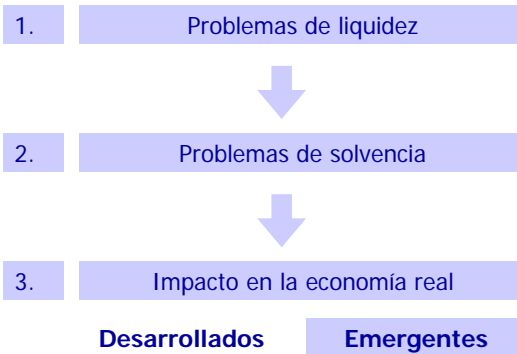 1. Problemas de liquidez
2. Problemas de solvencia
3. Impacto en la economía real
Desarrollados Emergentes